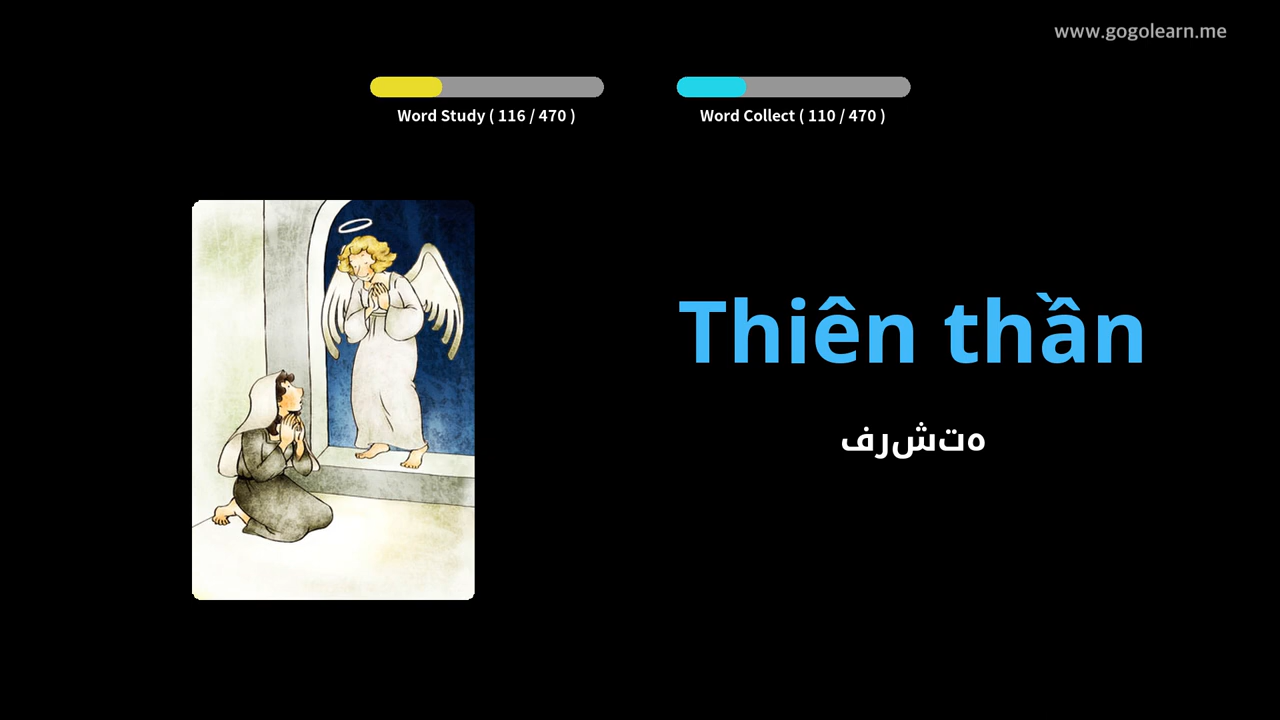 www.gogolearn.me
Word Study ( 116 / 470 )
Word Collect ( 110 / 470 )
Thiên thần
فرشته